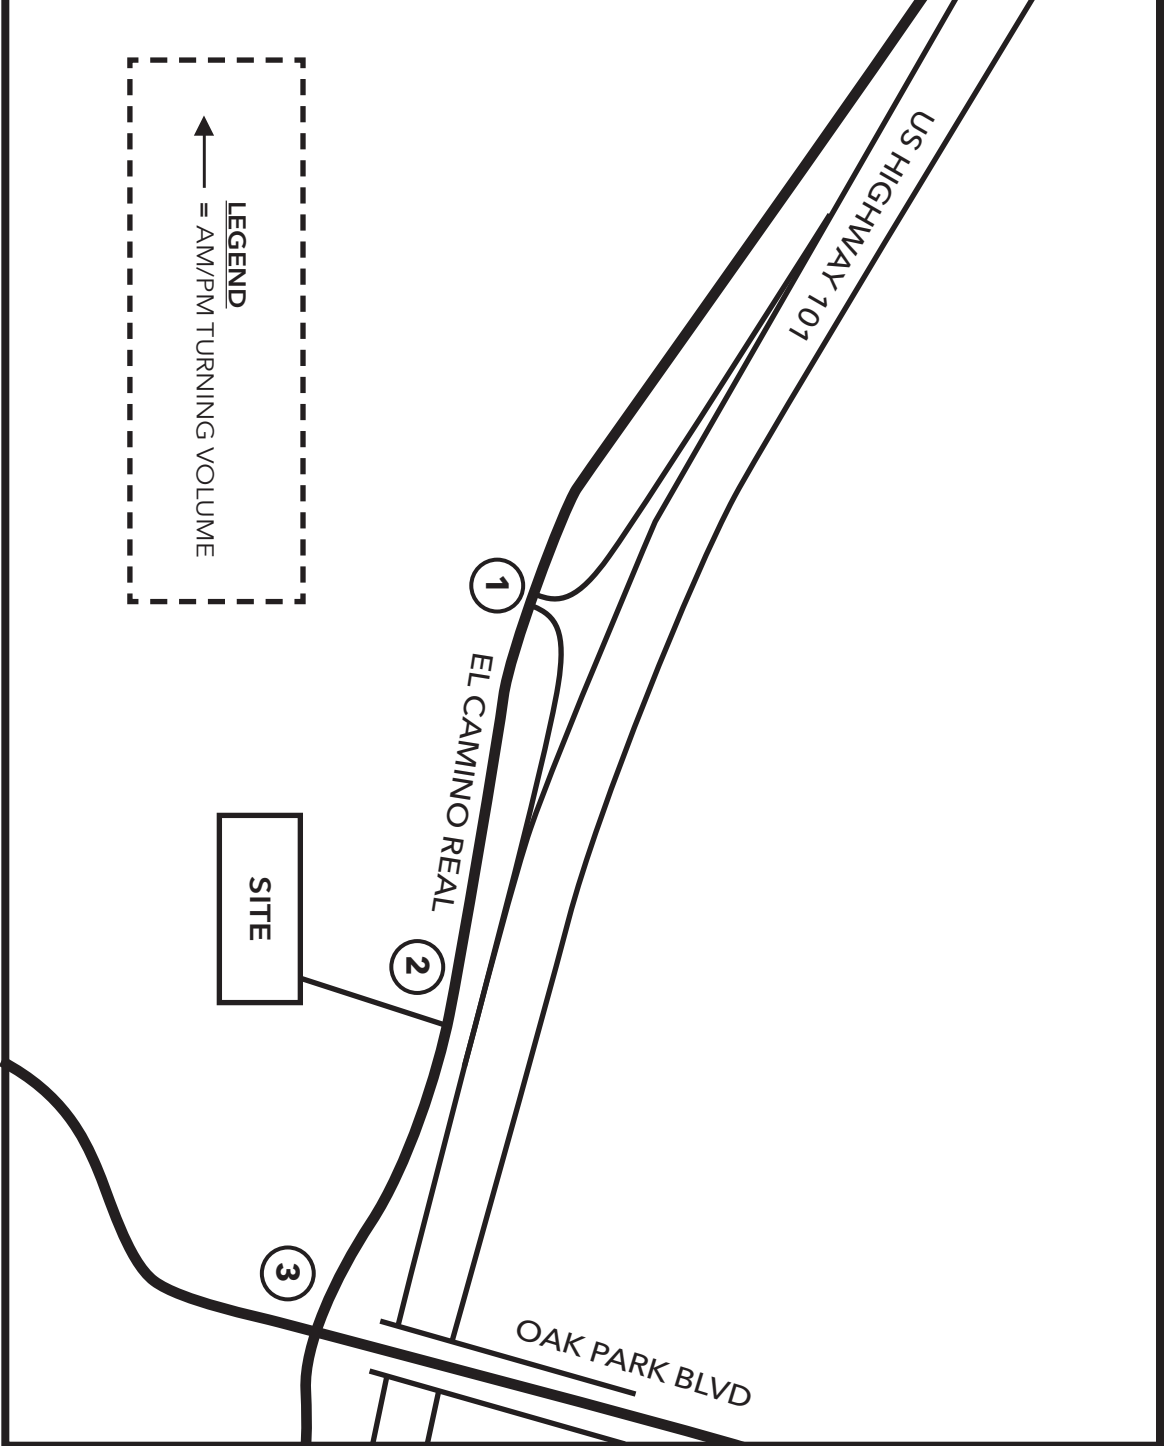 US HIGHWAY 101
LEGEND
= AM/PM TURNING VOLUME
1
EL CAMINO REAL
SITE
2
3
OAK PARK BLVD